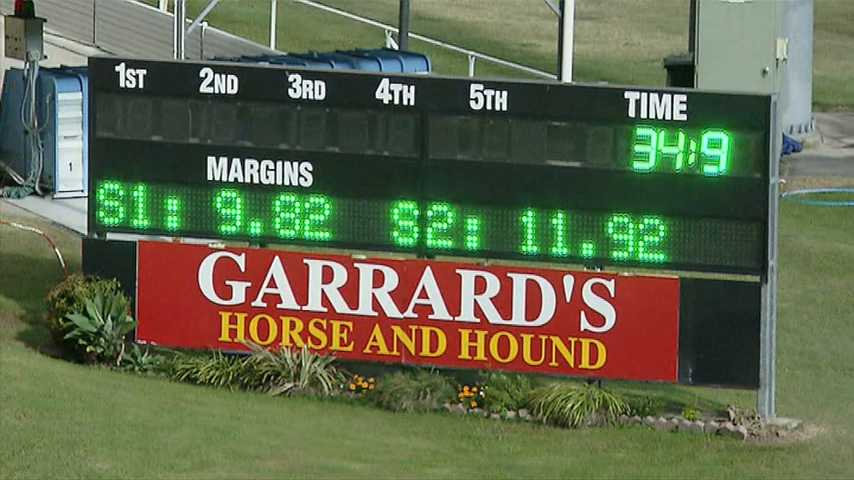 1ST 2ND 3RD 4TH 5TH TIME
34:9
MARGINS
S1: 9.82 S2: 11.92
GARRARD'S
HORSE AND HOUND
1